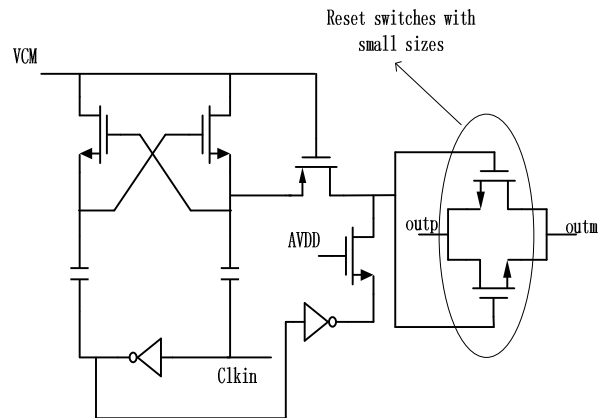 Reset switches with
small sizes
VCM
AVDD
outp
outm
Clkin